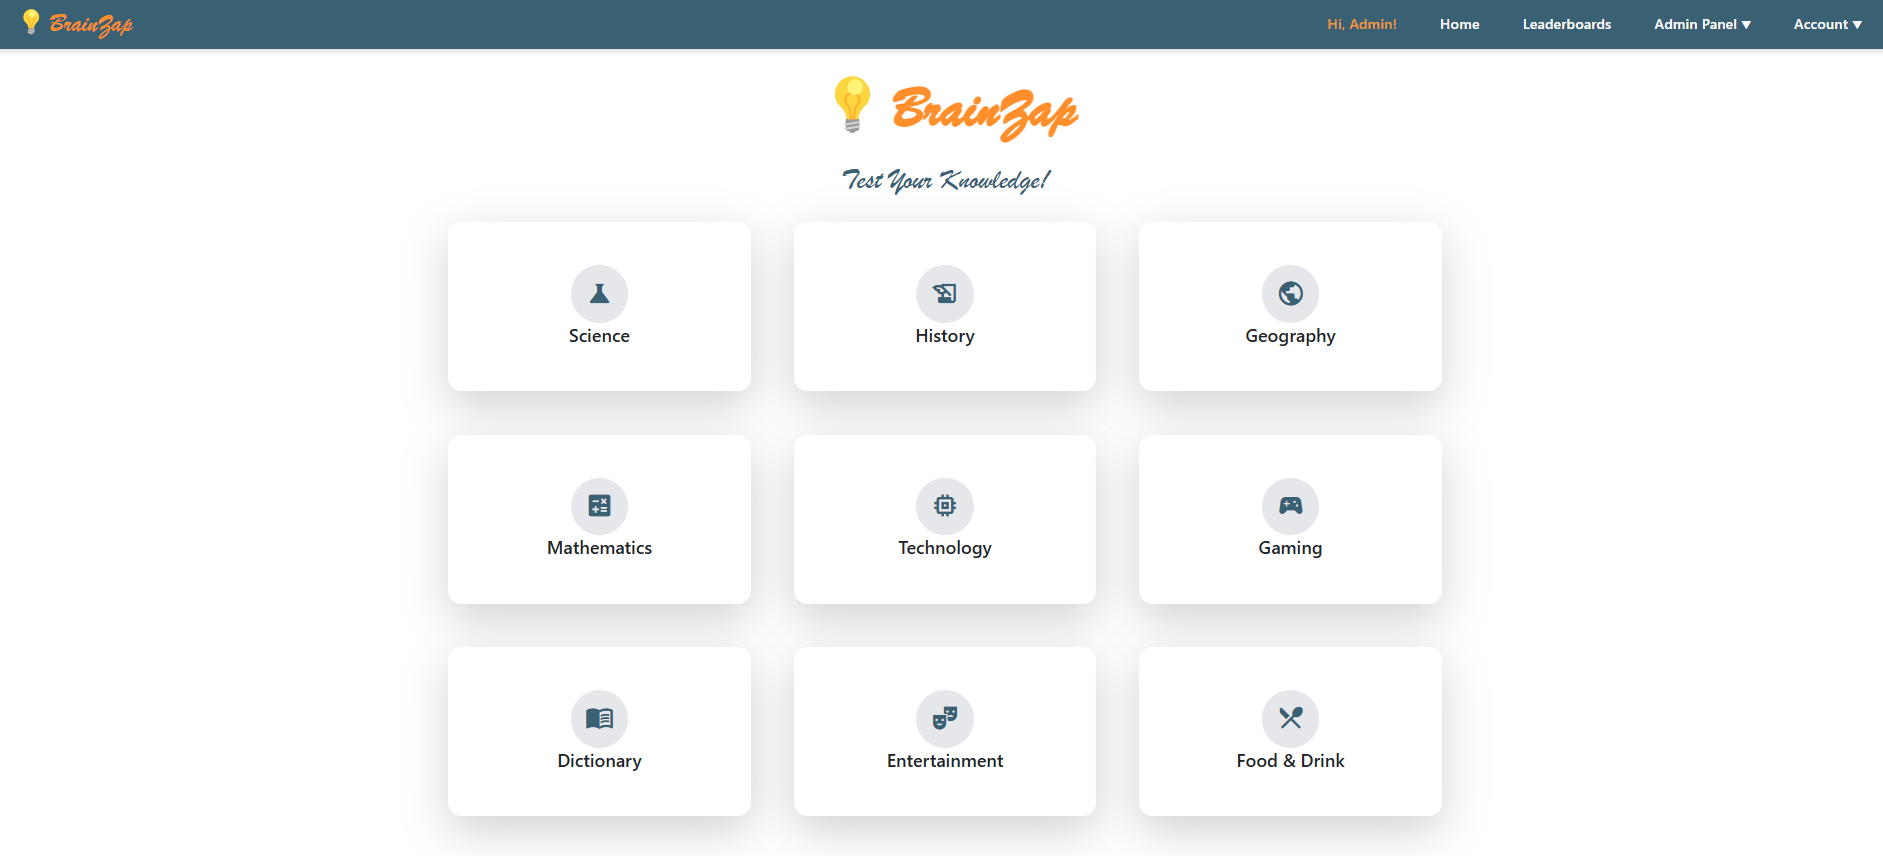 BrainZap
Hi, Admin!
Home
Leaderboards
Admin Panel ▼
Account ▼
BrainZap
Test Your Knowledge!
Science
History
Geography
Mathematics
Technology
Gaming
Dictionary
Entertainment
Food & Drink